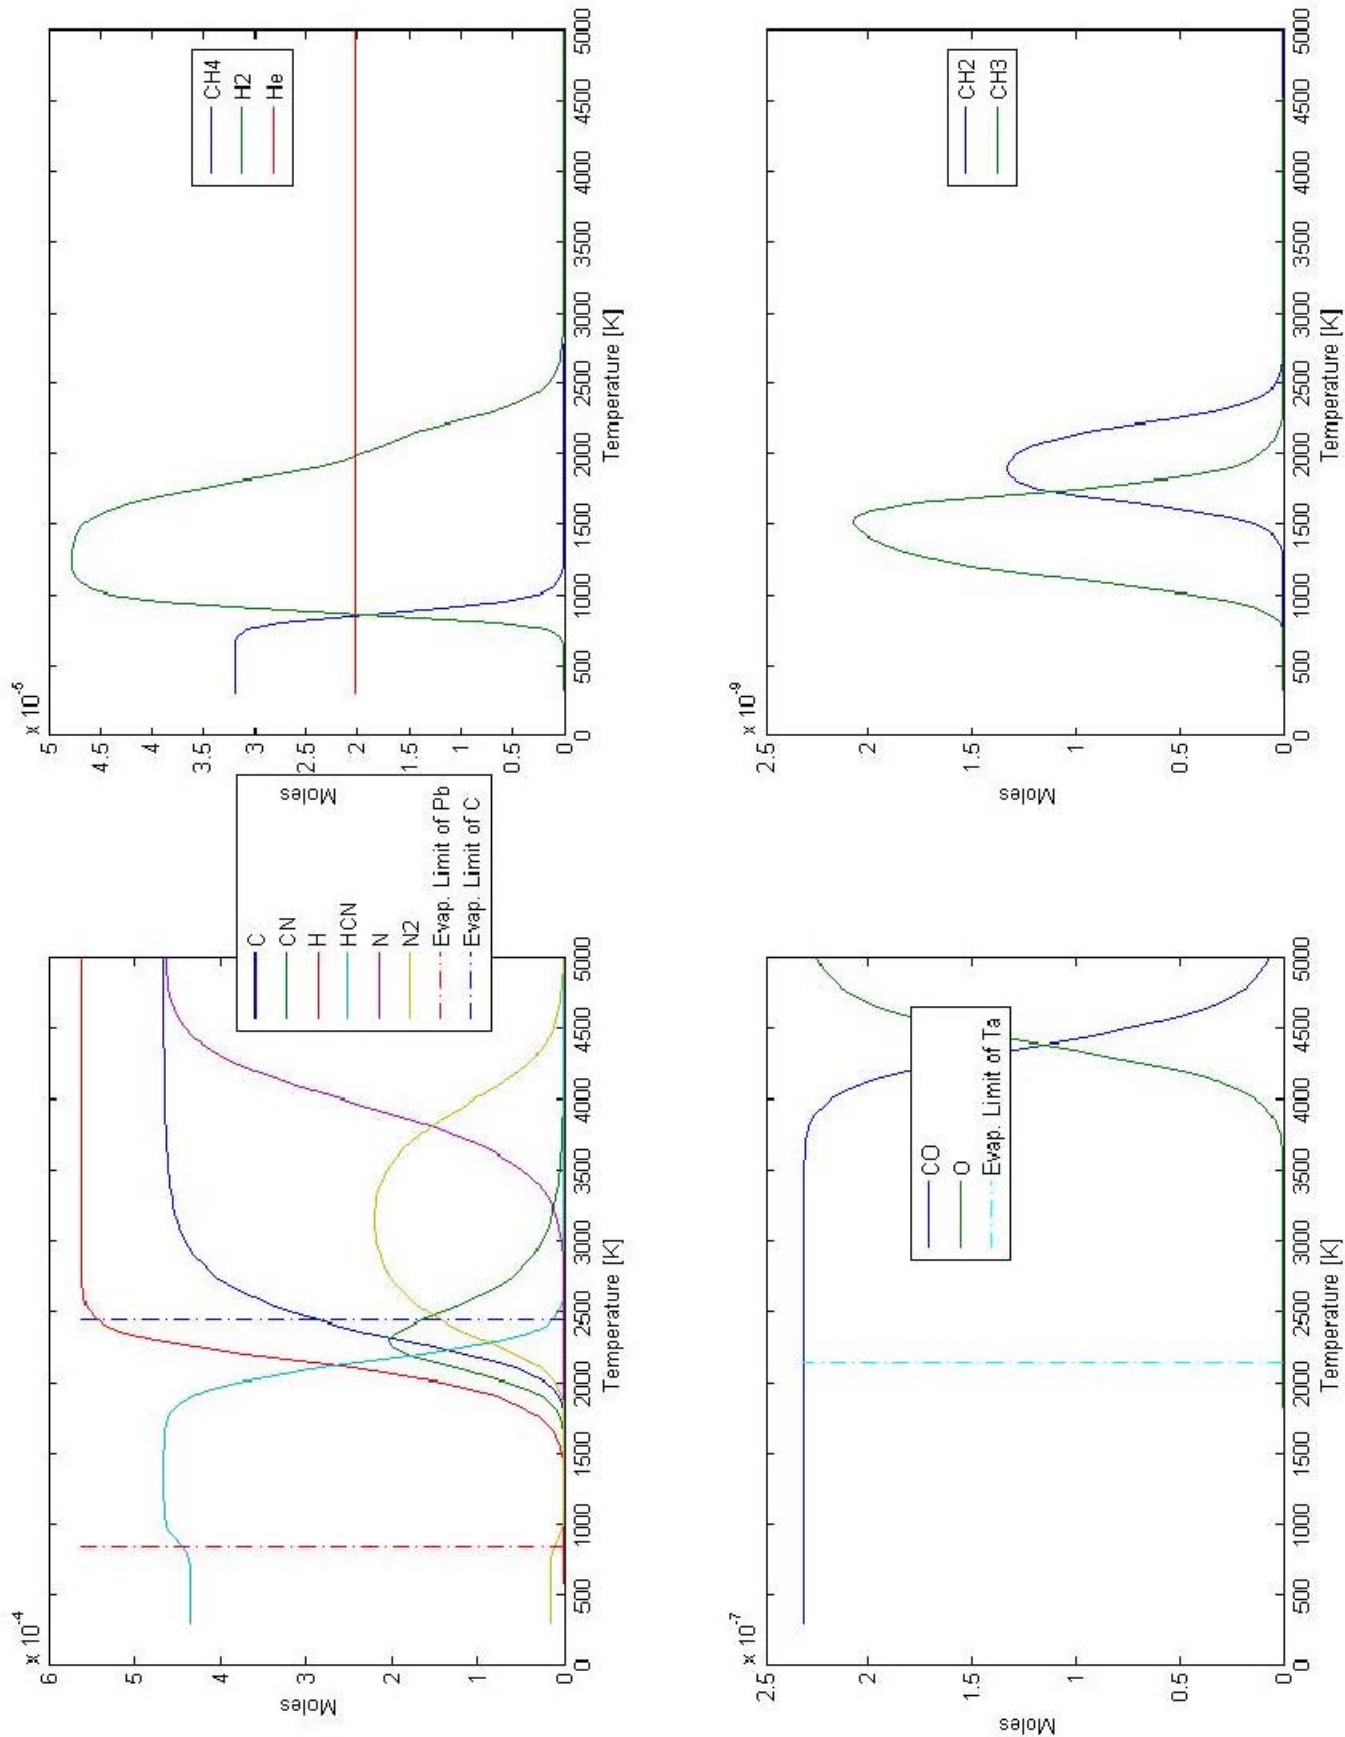 x 10^-4
6
5
4
3
2
1
0
Moles
0 500 1000 1500 2000 2500 3000 3500 4000 4500 5000
Temperature [K]
C
CN
H
HCN
N
N2
Evap. Limit of Pb
Evap. Limit of C
x 10^-5
5
4.5
4
3.5
3
2.5
2
1.5
1
0.5
0
Moles
0 500 1000 1500 2000 2500 3000 3500 4000 4500 5000
Temperature [K]
CH4
H2
He
x 10^-7
2.5
2
1.5
1
0.5
0
Moles
0 500 1000 1500 2000 2500 3000 3500 4000 4500 5000
Temperature [K]
CO
O
Evap. Limit of Ta
x 10^-9
2.5
2
1.5
1
0.5
0
Moles
0 500 1000 1500 2000 2500 3000 3500 4000 4500 5000
Temperature [K]
CH2
CH3